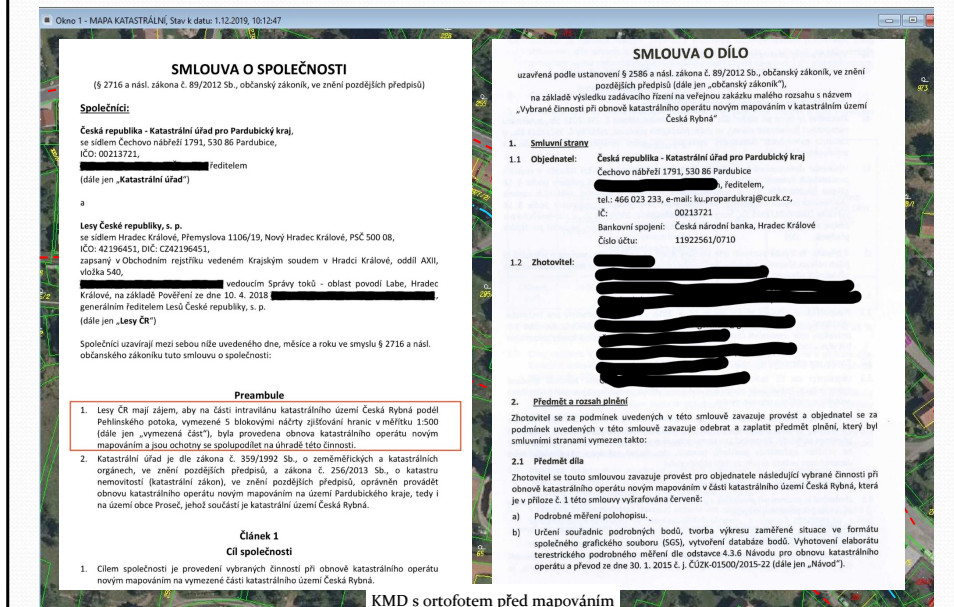 Okno 1 - MAPA KATASTRÁLNÍ, Stav k datu: 1.12.2019, 10:12:47
SMLOUVA O SPOLEČNOSTI
(§ 2716 a násl. zákona č. 89/2012 Sb., občanský zákoník, ve znění pozdějších předpisů)
Společníci:
Česká republika - Katastrální úřad pro Pardubický kraj,
se sídlem Čechovo nábřeží 1791, 530 86 Pardubice,
IČO: 00213721,
ředitelem
(dále jen „Katastrální úřad“)
a
Lesy České republiky, s. p.
se sídlem Hradec Králové, Přemyslova 1106/19, Nový Hradec Králové, PSČ 500 08,
IČO: 42196451, DIČ: CZ42196451,
zapsaný v Obchodním rejstříku vedeném Krajským soudem v Hradci Králové, oddíl AXII,
vložka 540,
vedoucím Správy toků - oblast povodí Labe, Hradec
Králové, na základě Pověření ze dne 10. 4. 2018 ,
generálním ředitelem Lesů České republiky, s. p.
(dále jen „Lesy ČR“)
Společníci uzavírají mezi sebou níže uvedeného dne, měsíce a roku ve smyslu § 2716 a násl.
občanského zákoníku tuto smlouvu o společnosti:
Preambule
1. Lesy ČR mají zájem, aby na části intravilánu katastrálního území Česká Rybná podél
Pehlinského potoka, vymezené 5 blokovými náčrty zjišťování hranic v měřítku 1:500
(dále jen „vymezená část“), byla provedena obnova katastrálního operátu novým
mapováním a jsou ochotny se spolupodílet na úhradě této činnosti.
2. Katastrální úřad je dle zákona č. 359/1992 Sb., o zeměměřických a katastrálních
orgánech, ve znění pozdějších předpisů, a zákona č. 256/2013 Sb., o katastru
nemovitostí (katastrální zákon), ve znění pozdějších předpisů, oprávněn provádět
obnovu katastrálního operátu novým mapováním na území Pardubického kraje, tedy i
na území obce Proseč, jehož součástí je katastrální území Česká Rybná.
Článek 1
Cíl společnosti
1. Cílem společnosti je provedení vybraných činností při obnově katastrálního operátu
novým mapováním na vymezené části katastrálního území Česká Rybná.
SMLOUVA O DÍLO
uzavřená podle ustanovení § 2586 a násl. zákona č. 89/2012 Sb., občanský zákoník, ve znění
pozdějších předpisů (dále jen „občanský zákoník“),
na základě výsledku zadávacího řízení na veřejnou zakázku malého rozsahu s názvem
„Vybrané činnosti při obnově katastrálního operátu novým mapováním v katastrálním území
Česká Rybná“
1. Smluvní strany
1.1 Objednatel: Česká republika - Katastrální úřad pro Pardubický kraj
Čechovo nábřeží 1791, 530 86 Pardubice
, ředitelem,
tel.: 466 023 233, e-mail: ku.propardukraj@cuzk.cz,
IČ: 00213721
Bankovní spojení: Česká národní banka, Hradec Králové
Číslo účtu: 11922561/0710
1.2 Zhotovitel:
2. Předmět a rozsah plnění
Zhotovitel se za podmínek uvedených v této smlouvě zavazuje provést a objednatel se za
podmínek uvedených v této smlouvě zavazuje odebrat a zaplatit předmět plnění, který byl
smluvními stranami vymezen takto:
2.1 Předmět díla
Zhotovitel se touto smlouvou zavazuje provést pro objednatele následující vybrané činnosti při
obnově katastrálního operátu novým mapováním v části katastrálního území Česká Rybná, která
je v příloze č. 1 této smlouvy vyšrafována červeně:
a) Podrobné měření polohopisu.
b) Určení souřadnic podrobných bodů, tvorba výkresu zaměřené situace ve formátu
společného grafického souboru (SGS), vytvoření databáze bodů. Vyhotovení elaborátu
terestrického podrobného měření dle odstavce 4.3.6 Návodu pro obnovu katastrálního
operátu a převod ze dne 30. 1. 2015 č. j. ČÚZK-01500/2015-22 (dále jen „Návod“).
KMD s ortofotem před mapováním